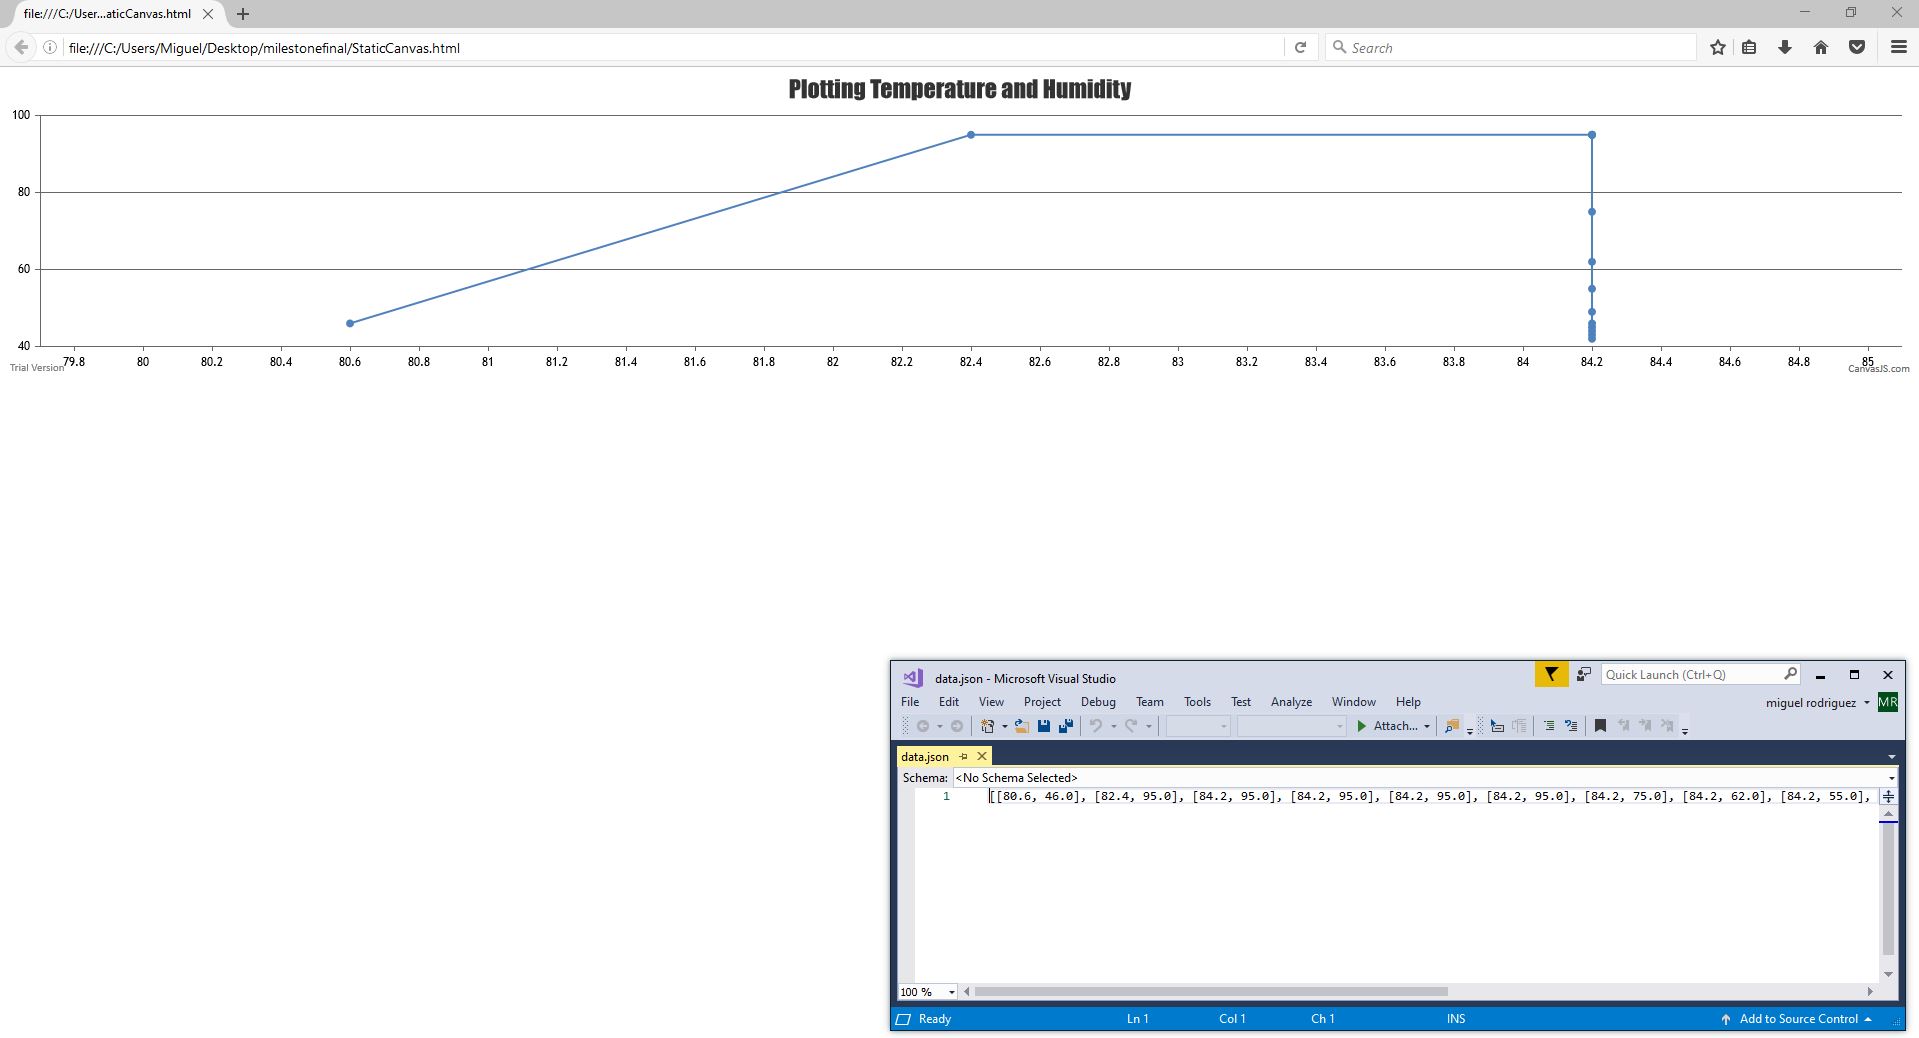 file:///C:/User...aticCanvas.html
file:///C:/Users/Miguel/Desktop/milestonefinal/StaticCanvas.html
Search
Plotting Temperature and Humidity
100
80
60
40
79.8 80 80.2 80.4 80.6 80.8 81 81.2 81.4 81.6 81.8 82 82.2 82.4 82.6 82.8 83 83.2 83.4 83.6 83.8 84 84.2 84.4 84.6 84.8 85
Trial Version
CanvasJS.com
data.json - Microsoft Visual Studio
Quick Launch (Ctrl+Q)
File Edit View Project Debug Team Tools Test Analyze Window Help
miguel rodriguez
MR
Attach...
data.json
Schema: <No Schema Selected>
1 [[80.6, 46.0], [82.4, 95.0], [84.2, 95.0], [84.2, 95.0], [84.2, 95.0], [84.2, 95.0], [84.2, 75.0], [84.2, 62.0], [84.2, 55.0],
100 %
Ready Ln 1 Col 1 Ch 1 INS Add to Source Control